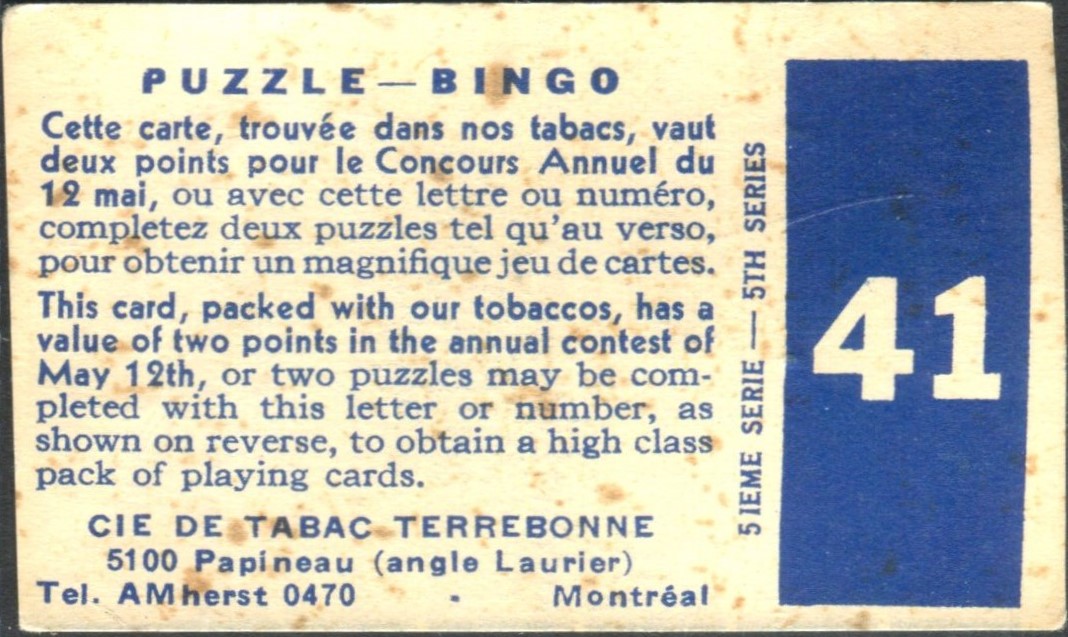 PUZZLE—BINGO
Cette carte, trouvée dans nos tabacs, vaut
deux points pour le Concours Annuel du
12 mai, ou avec cette lettre ou numéro,
completez deux puzzles tel qu'au verso,
pour obtenir un magnifique jeu de cartes.
This card, packed with our tobaccos, has a
value of two points in the annual contest of
May 12th, or two puzzles may be com-
pleted with this letter or number, as
shown on reverse, to obtain a high class
pack of playing cards.
CIE DE TABAC TERREBONNE
5100 Papineau (angle Laurier)
Tel. AMherst 0470 - Montréal
5IEME SERIE — 5TH SERIES
41